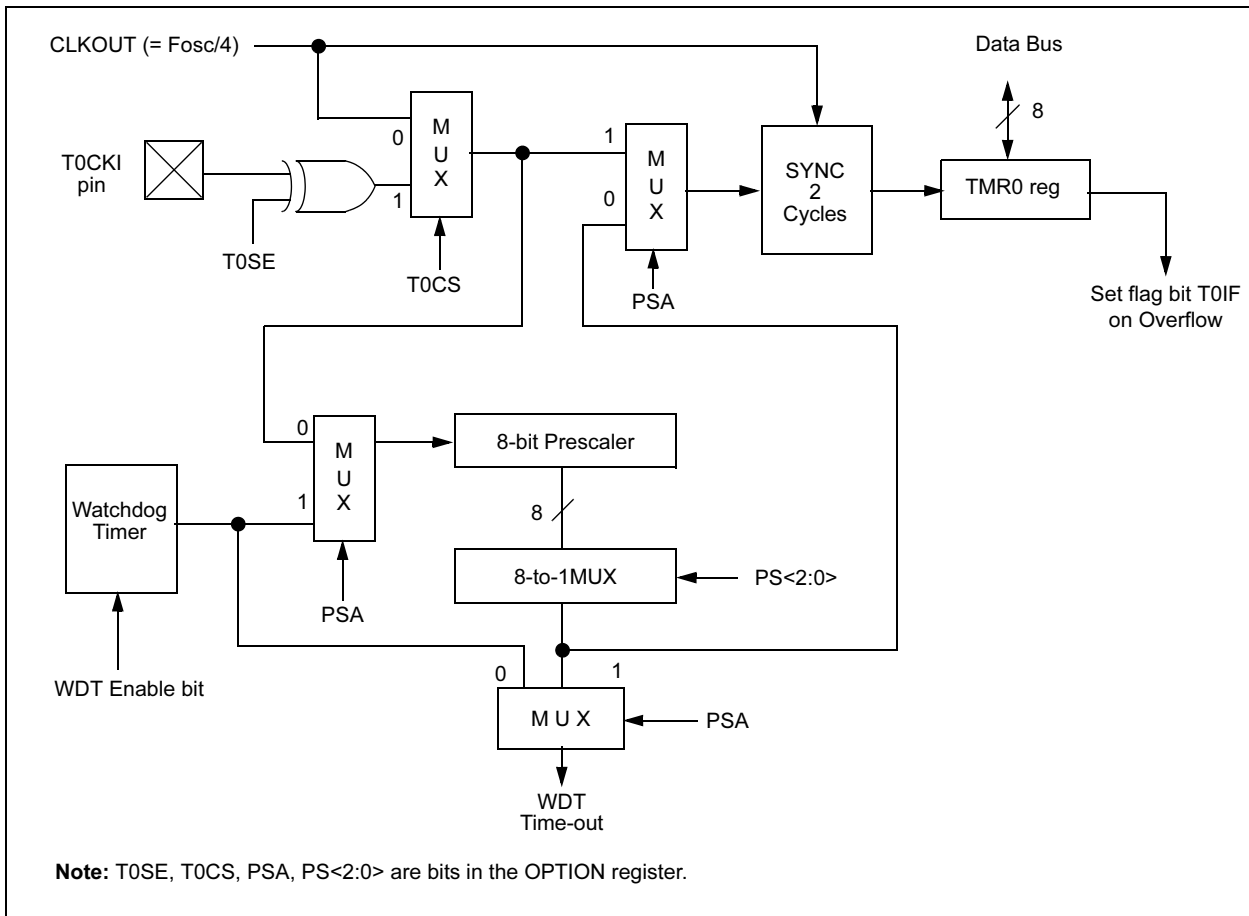 CLKOUT (= Fosc/4)
Data Bus
8
T0CKI
pin
0
1
M
U
X
T0SE
T0CS
1
0
M
U
X
PSA
SYNC
2
Cycles
TMR0 reg
Set flag bit T0IF
on Overflow
0
1
M
U
X
PSA
8-bit Prescaler
8
8-to-1MUX
PS<2:0>
Watchdog
Timer
WDT Enable bit
0
1
M U X
PSA
WDT
Time-out
Note: T0SE, T0CS, PSA, PS<2:0> are bits in the OPTION register.